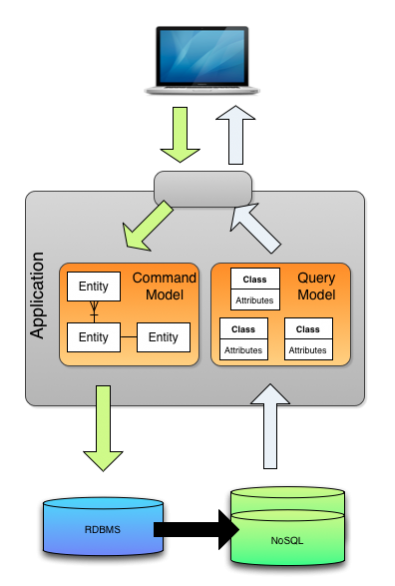 Application
Command
Model
Entity
Entity
Entity
Query
Model
Class
Attributes
Class
Attributes
Class
Attributes
RDBMS
NoSQL